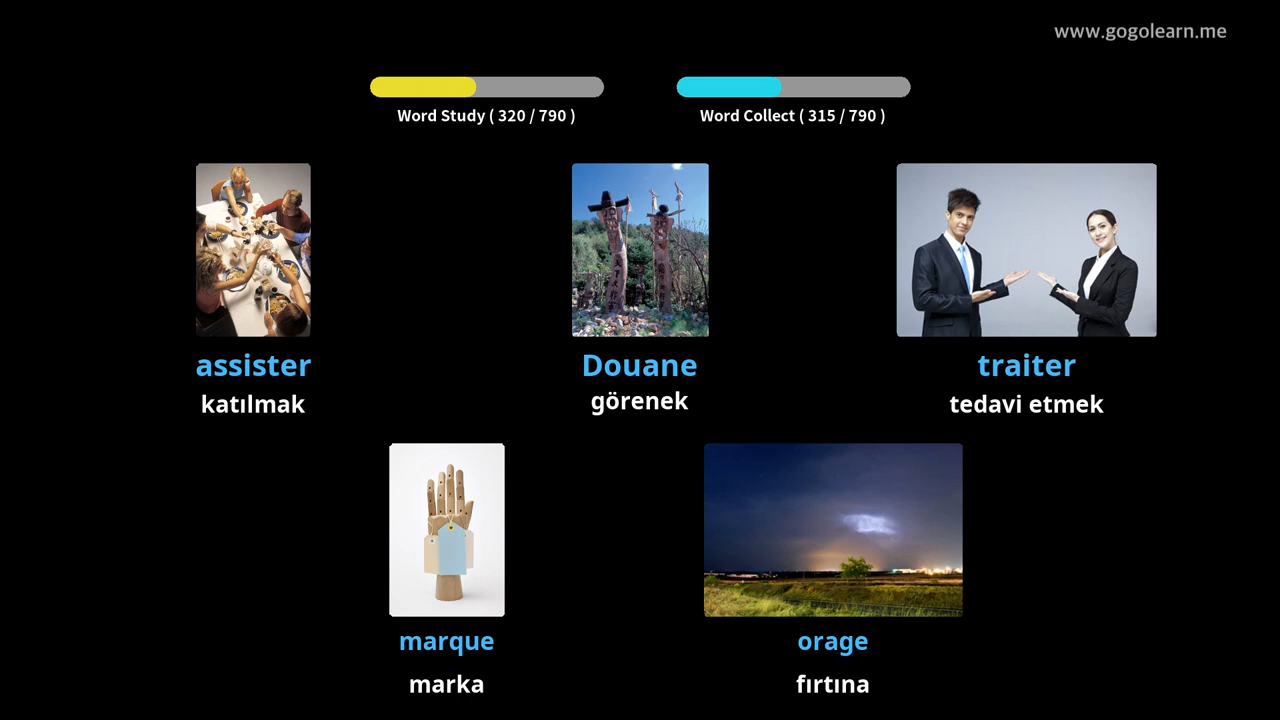 www.gogolearn.me
Word Study ( 320 / 790 )
Word Collect ( 315 / 790 )
assister
katılmak
Douane
görenek
traiter
tedavi etmek
marque
marka
orage
fırtına